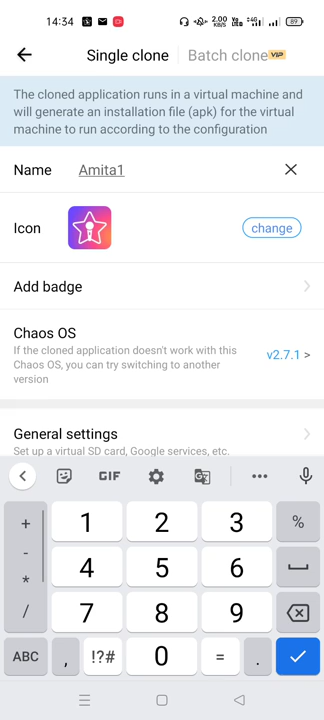 14:34 2.00 KB/S Vo LTE 4G 89
Single clone Batch clone VIP
The cloned application runs in a virtual machine and
will generate an installation file (apk) for the virtual
machine to run according to the configuration
Name Amita1
Icon change
Add badge
Chaos OS
If the cloned application doesn't work with this
Chaos OS, you can try switching to another
version
v2.7.1 >
General settings
Set up a virtual SD card, Google services, etc.
GIF
+ 1 2 3 %
- 4 5 6
* 7 8 9
/
ABC , !?# 0 = .